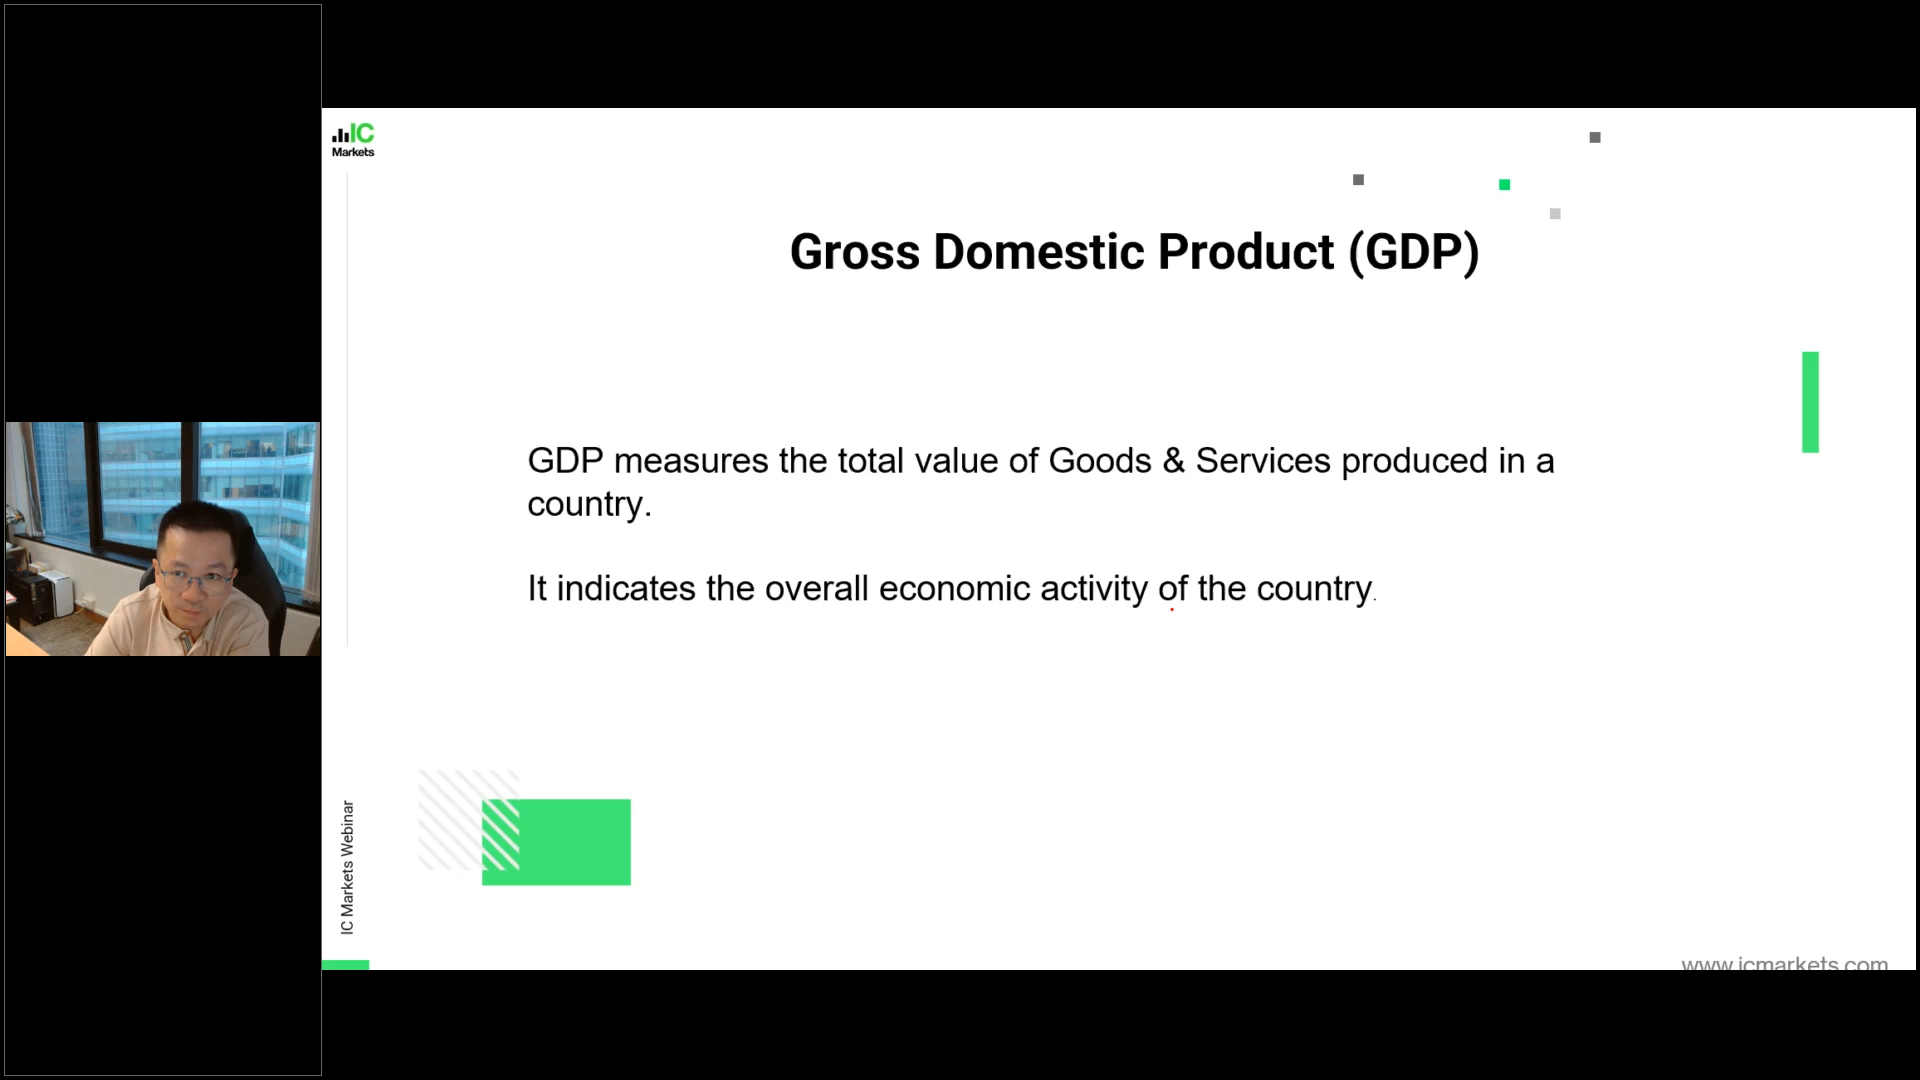 IC
Markets
Gross Domestic Product (GDP)
GDP measures the total value of Goods & Services produced in a
country.
It indicates the overall economic activity of the country.
IC Markets Webinar
www.icmarkets.com